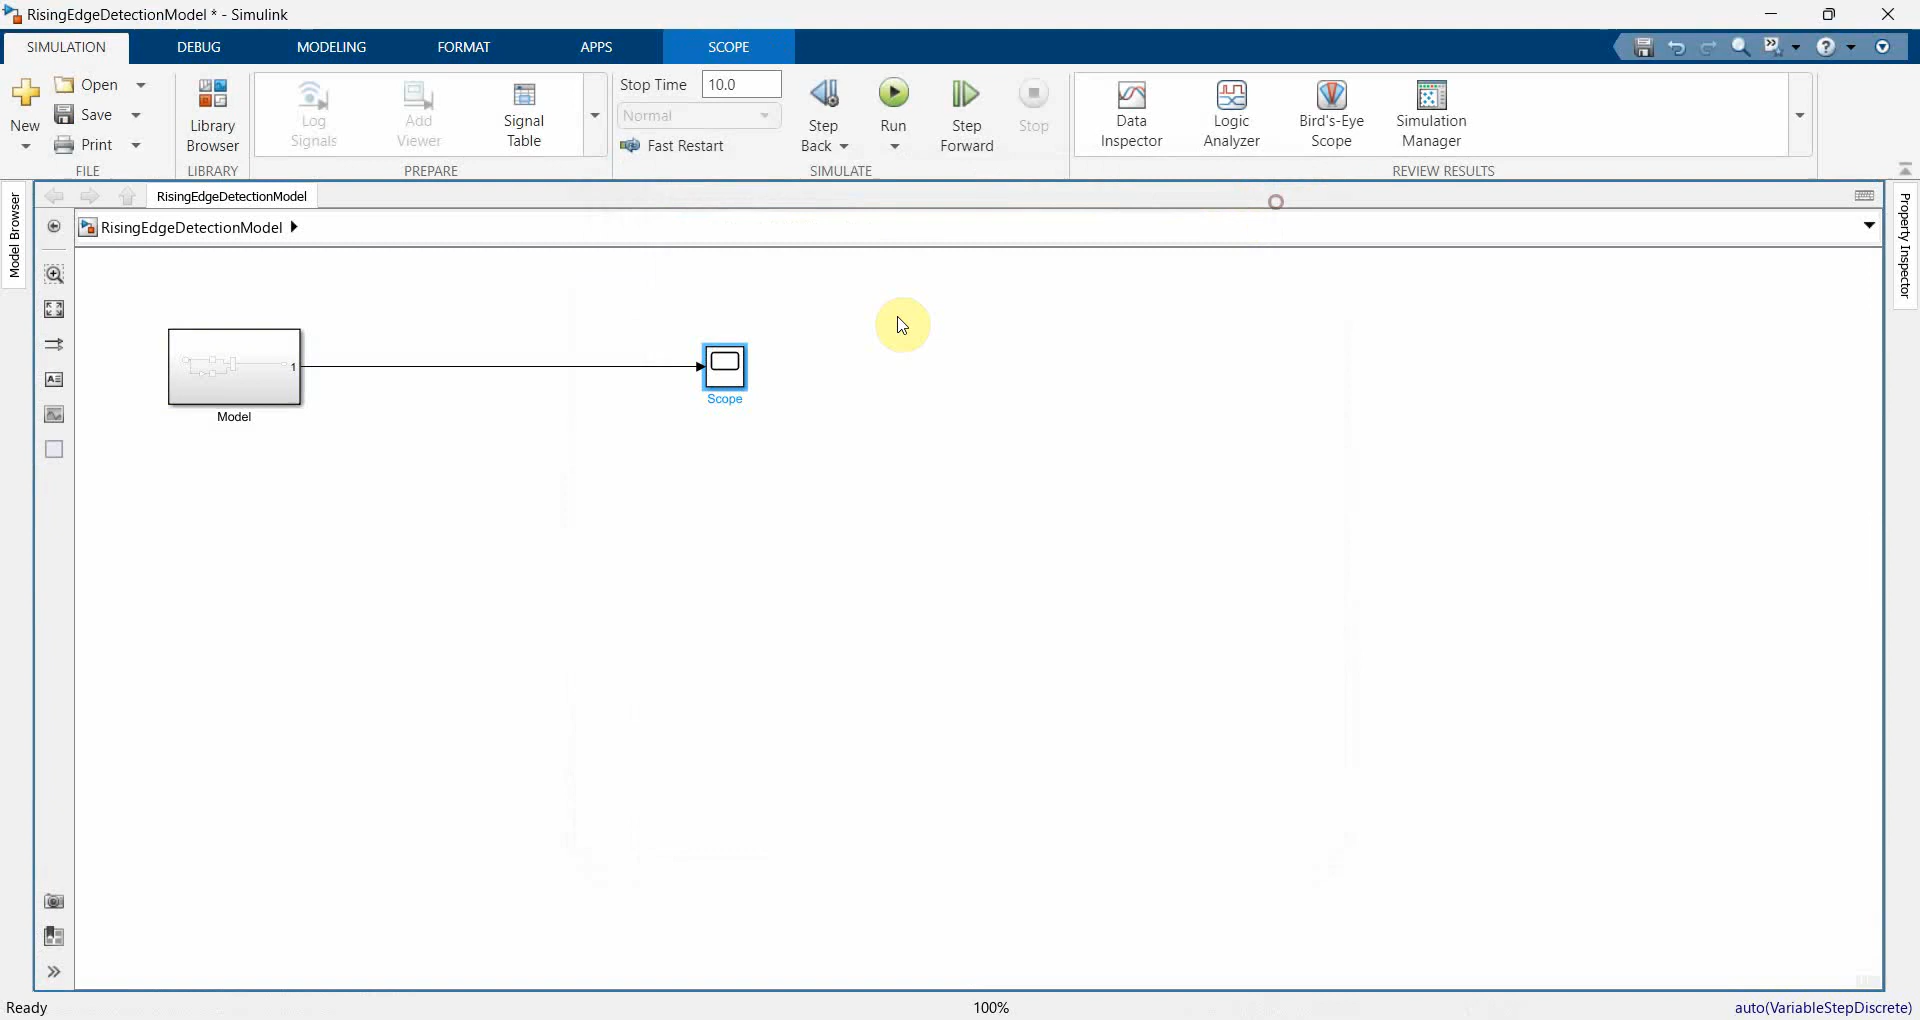 RisingEdgeDetectionModel * - Simulink
SIMULATION DEBUG MODELING FORMAT APPS SCOPE
New
Open
Save
Print
FILE
Library
Browser
LIBRARY
Log
Signals
Add
Viewer
Signal
Table
PREPARE
Stop Time 10.0
Normal
Fast Restart
Step
Back
Run
Step
Forward
Stop
SIMULATE
Data
Inspector
Logic
Analyzer
Bird's-Eye
Scope
Simulation
Manager
REVIEW RESULTS
Model Browser
RisingEdgeDetectionModel
RisingEdgeDetectionModel
Property Inspector
1
Model
Scope
Ready
100%
auto(VariableStepDiscrete)